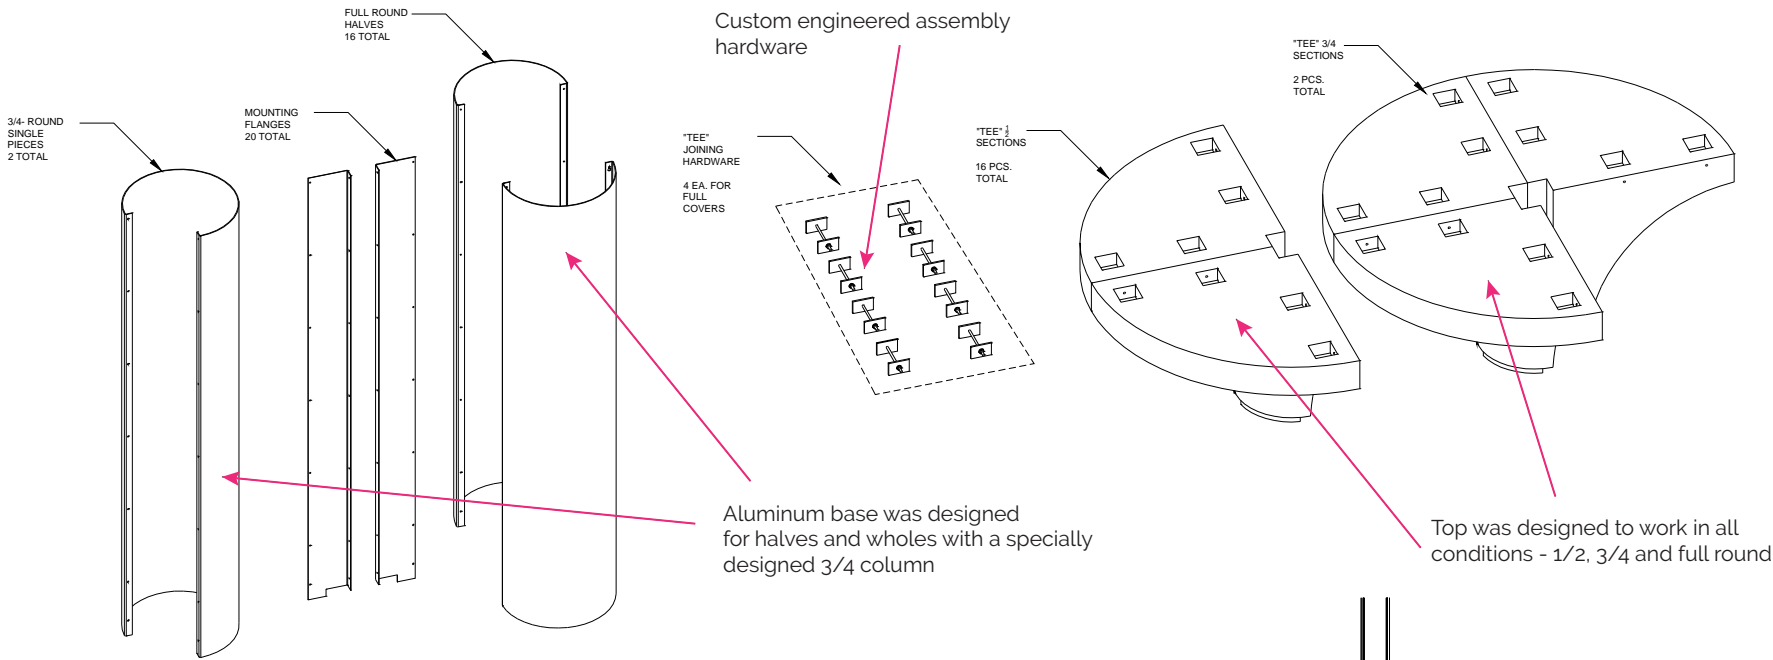 FULL ROUND
HALVES
16 TOTAL
Custom engineered assembly
hardware
"TEE" 3/4
SECTIONS
2 PCS.
TOTAL
3/4- ROUND
SINGLE
PIECES
2 TOTAL
MOUNTING
FLANGES
20 TOTAL
"TEE"
JOINING
HARDWARE
4 EA. FOR
FULL
COVERS
"TEE" 1/2
SECTIONS
16 PCS.
TOTAL
Aluminum base was designed
for halves and wholes with a specially
designed 3/4 column
Top was designed to work in all
conditions - 1/2, 3/4 and full round